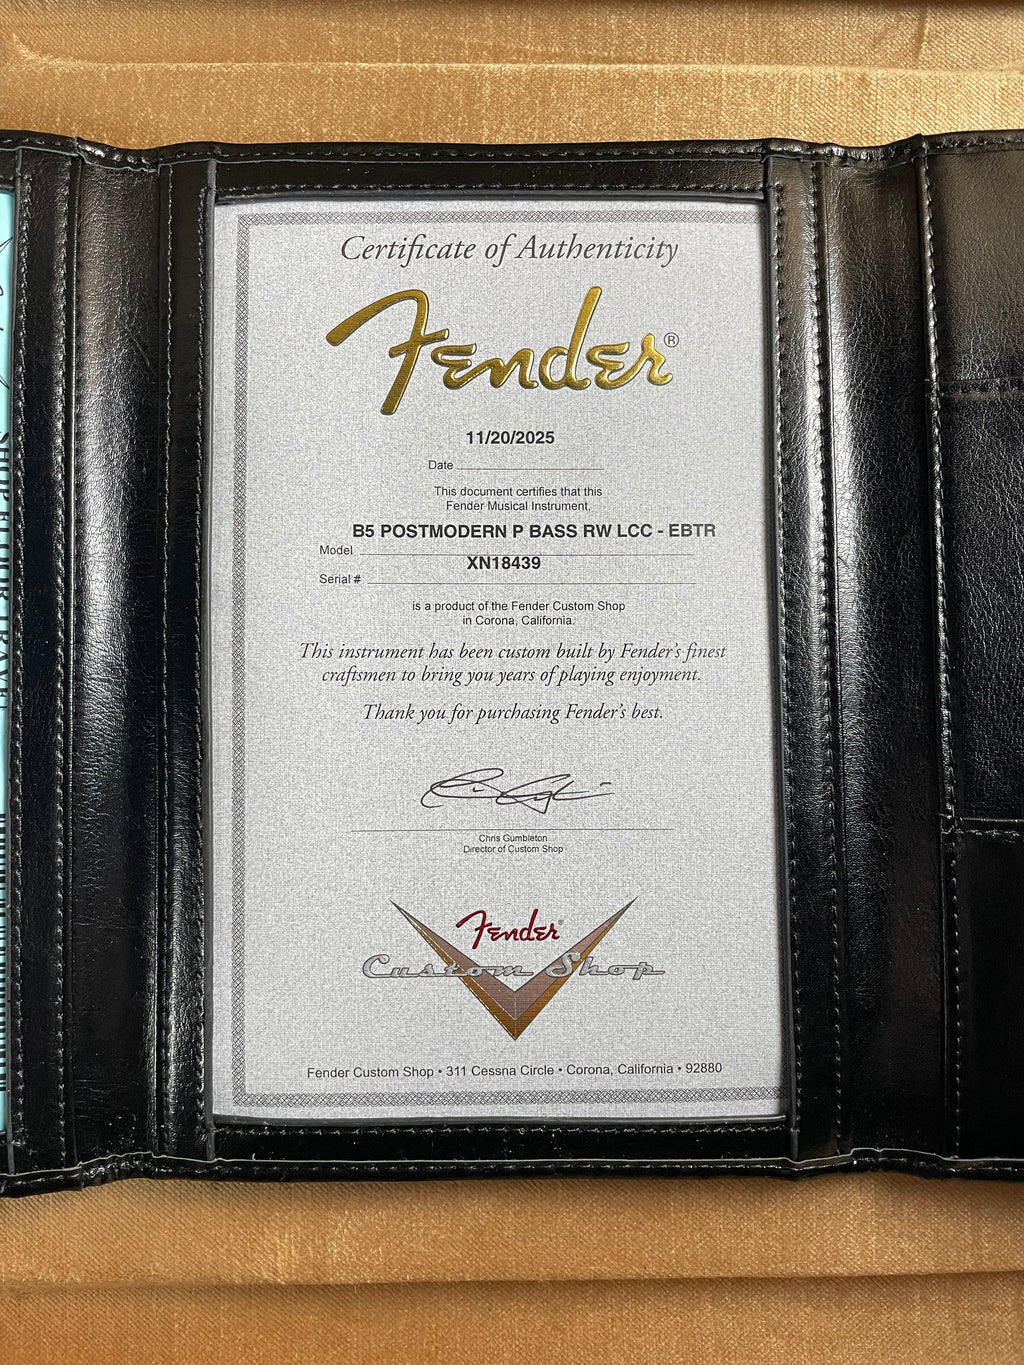 Certificate of Authenticity
Fender®
11/20/2025
Date
This document certifies that this
Fender Musical Instrument,
B5 POSTMODERN P BASS RW LCC - EBTR
Model
XN18439
Serial #
is a product of the Fender Custom Shop
in Corona, California.
This instrument has been custom built by Fender's finest
craftsmen to bring you years of playing enjoyment.
Thank you for purchasing Fender's best.
Chris Gumbleton
Director of Custom Shop
Fender®
Custom Shop
Fender Custom Shop • 311 Cessna Circle • Corona, California • 92880